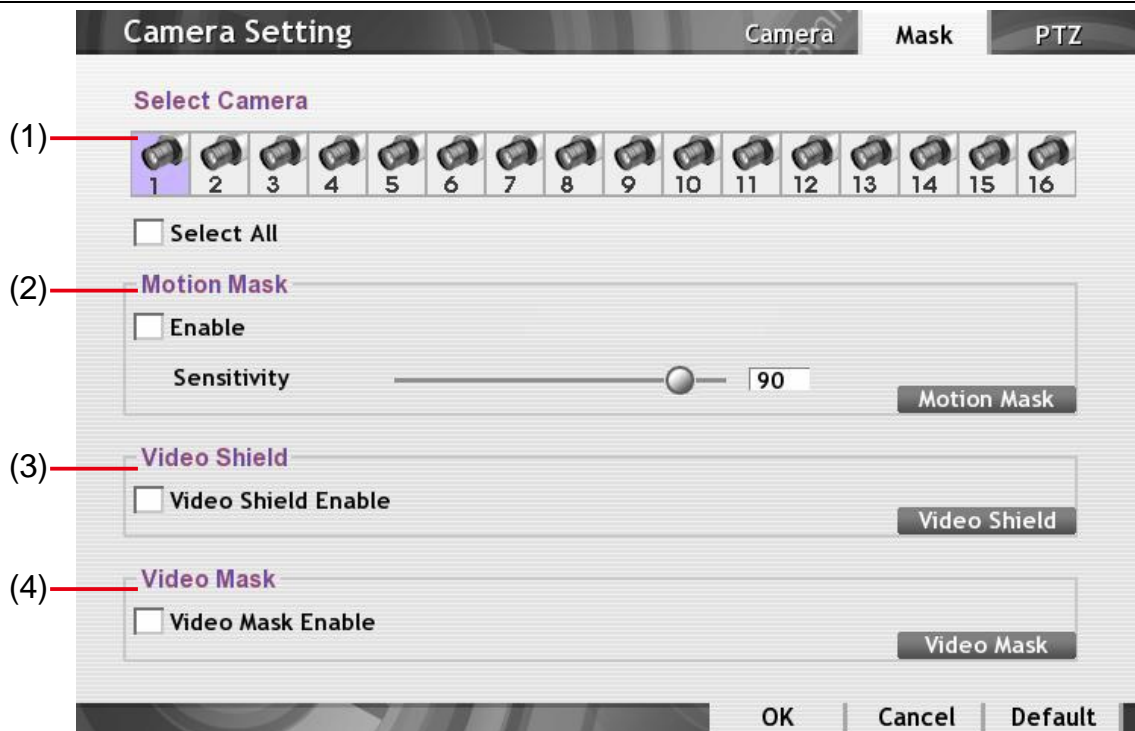 Camera Setting Camera Mask PTZ
Select Camera
(1)
1 2 3 4 5 6 7 8 9 10 11 12 13 14 15 16
Select All
(2) Motion Mask
Enable
Sensitivity 90
Motion Mask
(3) Video Shield
Video Shield Enable
Video Shield
(4) Video Mask
Video Mask Enable
Video Mask
OK Cancel Default